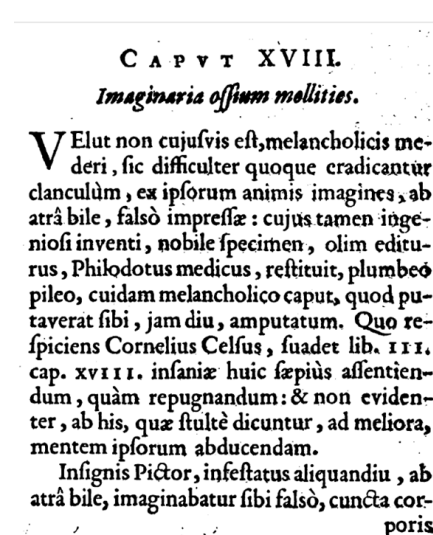 CAPVT XVIII.
Imaginaria oſſium mollities.
VElut non cujuſvis eſt,melancholicis me-
deri, ſic difficulter quoque eradicantur
clanculùm, ex ipſorum animis imagines, ab
atrâ bile, falsò impreſſæ: cujus tamen inge-
nioſi inventi, nobile ſpecimen, olim editu-
rus, Philodotus medicus, reſtituit, plumbeo
pileo, cuidam melancholico caput, quod pu-
taverat ſibi, jam diu, amputatum. Quo re-
ſpiciens Cornelius Celſus, ſuadet lib. III.
cap. XVIII. inſaniæ huic ſæpiùs aſſentien-
dum, quàm repugnandum: & non eviden-
ter, ab his, quæ ſtultè dicuntur, ad meliora,
mentem ipſorum abducendam.
Inſignis Pictor, infeſtatus aliquandiu, ab
atrâ bile, imaginabatur ſibi falsò, cuncta cor-
poris